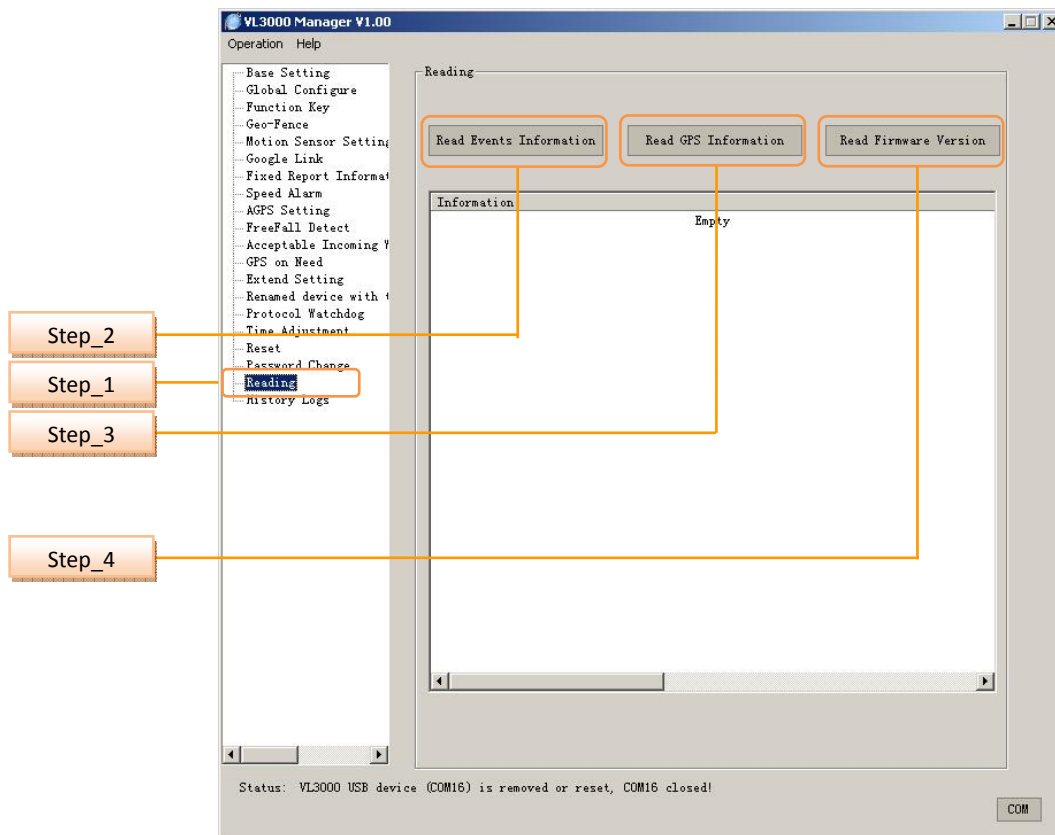 VL3000 Manager V1.00
Operation Help
Base Setting
Global Configure
Function Key
Geo-Fence
Motion Sensor Setting
Google Link
Fixed Report Informat
Speed Alarm
AGPS Setting
FreeFall Detect
Acceptable Incoming
GPS on Need
Extend Setting
Renamed device with
Protocol Watchdog
Time Adjustment
Reset
Password Change
Reading
History Logs
Reading
Read Events Information
Read GPS Information
Read Firmware Version
Information
Empty
Step_2
Step_1
Step_3
Step_4
Status: VL3000 USB device (COM16) is removed or reset, COM16 closed!
COM